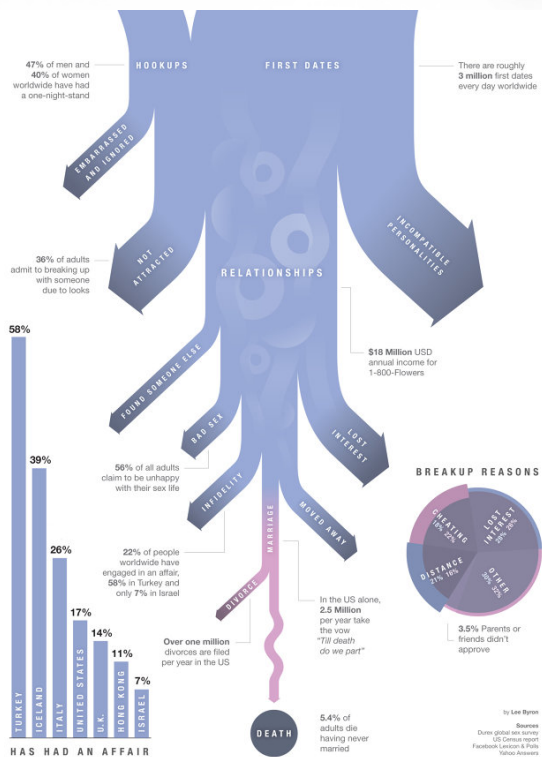 HOOKUPS
FIRST DATES
47% of men and
40% of women
worldwide have had
a one-night-stand
There are roughly
3 million first dates
every day worldwide
EMBARRASSED
AND IGNORED
NOT
ATTRACTED
INCOMPATIBLE
PERSONALITIES
36% of adults
admit to breaking up
with someone
due to looks
RELATIONSHIPS
$18 Million USD
annual income for
1-800-Flowers
FOUND SOMEONE ELSE
BAD SEX
LOST
INTEREST
56% of all adults
claim to be unhappy
with their sex life
INFIDELITY
MOVED AWAY
MARRIAGE
22% of people
worldwide have
engaged in an affair,
58% in Turkey and
only 7% in Israel
DIVORCE
Over one million
divorces are filed
per year in the US
In the US alone,
2.5 Million
per year take
the vow
"Till death
do we part"
DEATH
5.4% of
adults die
having never
married
58%
39%
26%
17%
14%
11%
7%
TURKEY
ICELAND
ITALY
UNITED STATES
U.K.
HONG KONG
ISRAEL
HAS HAD AN AFFAIR
BREAKUP REASONS
CHEATING
18% 22%
LOST
INTEREST
28% 26%
DISTANCE
21% 16%
OTHER
30% 32%
3.5% Parents or
friends didn't
approve
by Lee Byron
Sources
Durex global sex survey
US Census report
Facebook Lexicon & Polls
Yahoo Answers